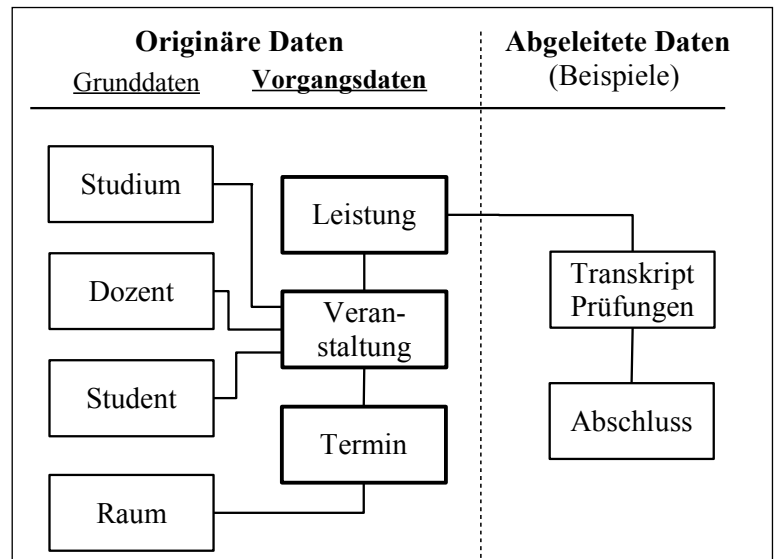 Originäre Daten
Grunddaten
Vorgangsdaten
Abgeleitete Daten
(Beispiele)
Studium
Dozent
Student
Raum
Leistung
Veran-
staltung
Termin
Transkript
Prüfungen
Abschluss